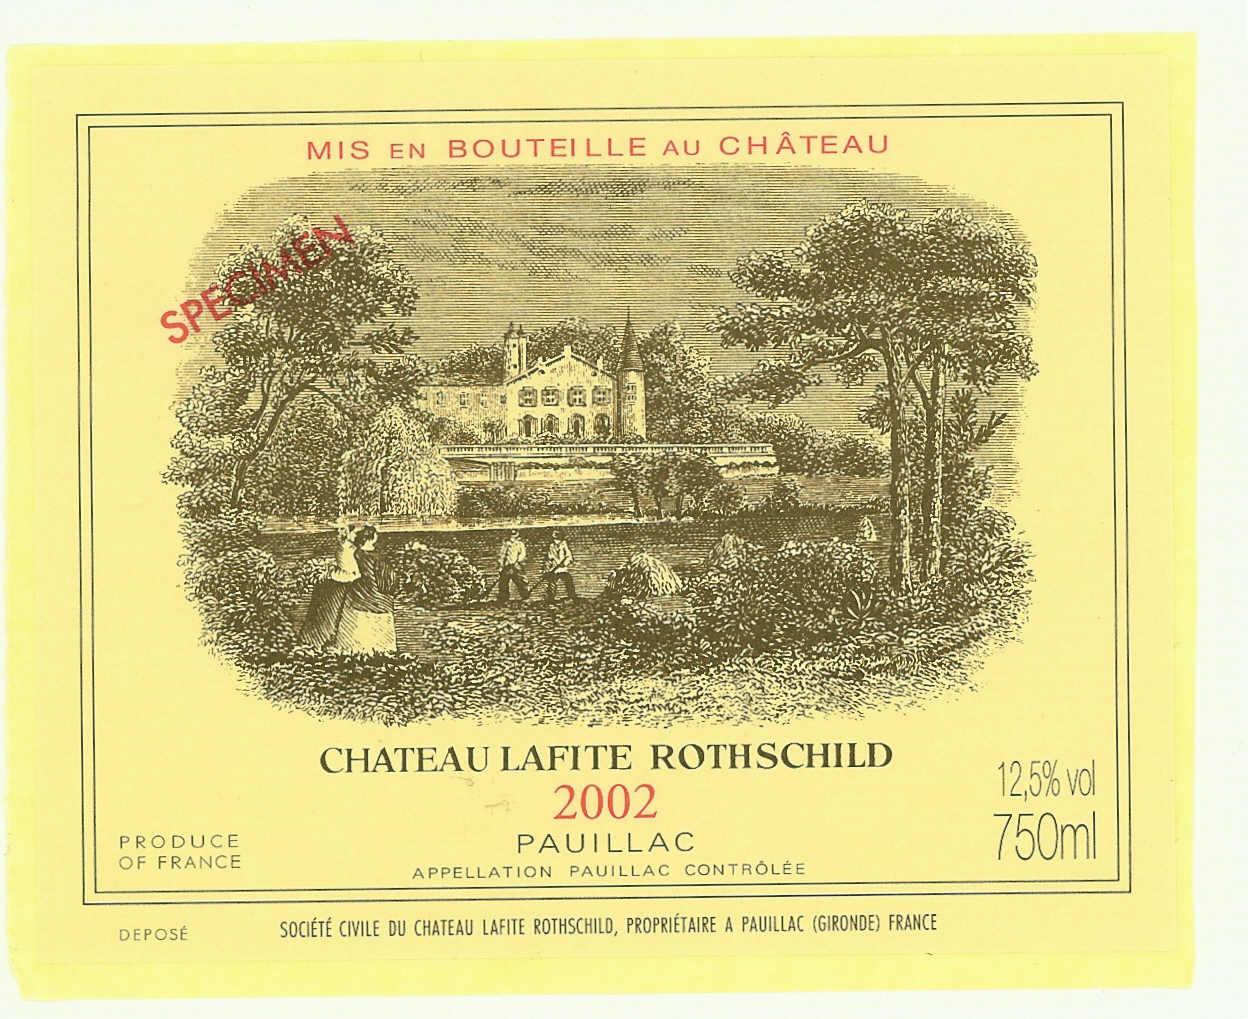 MIS EN BOUTEILLE AU CHÂTEAU
SPECIMEN
CHATEAU LAFITE ROTHSCHILD
2002
PAUILLAC
APPELLATION PAUILLAC CONTRÔLÉE
PRODUCE
OF FRANCE
12,5% vol
750ml
DEPOSÉ
SOCIÉTÉ CIVILE DU CHATEAU LAFITE ROTHSCHILD, PROPRIÉTAIRE A PAUILLAC (GIRONDE) FRANCE